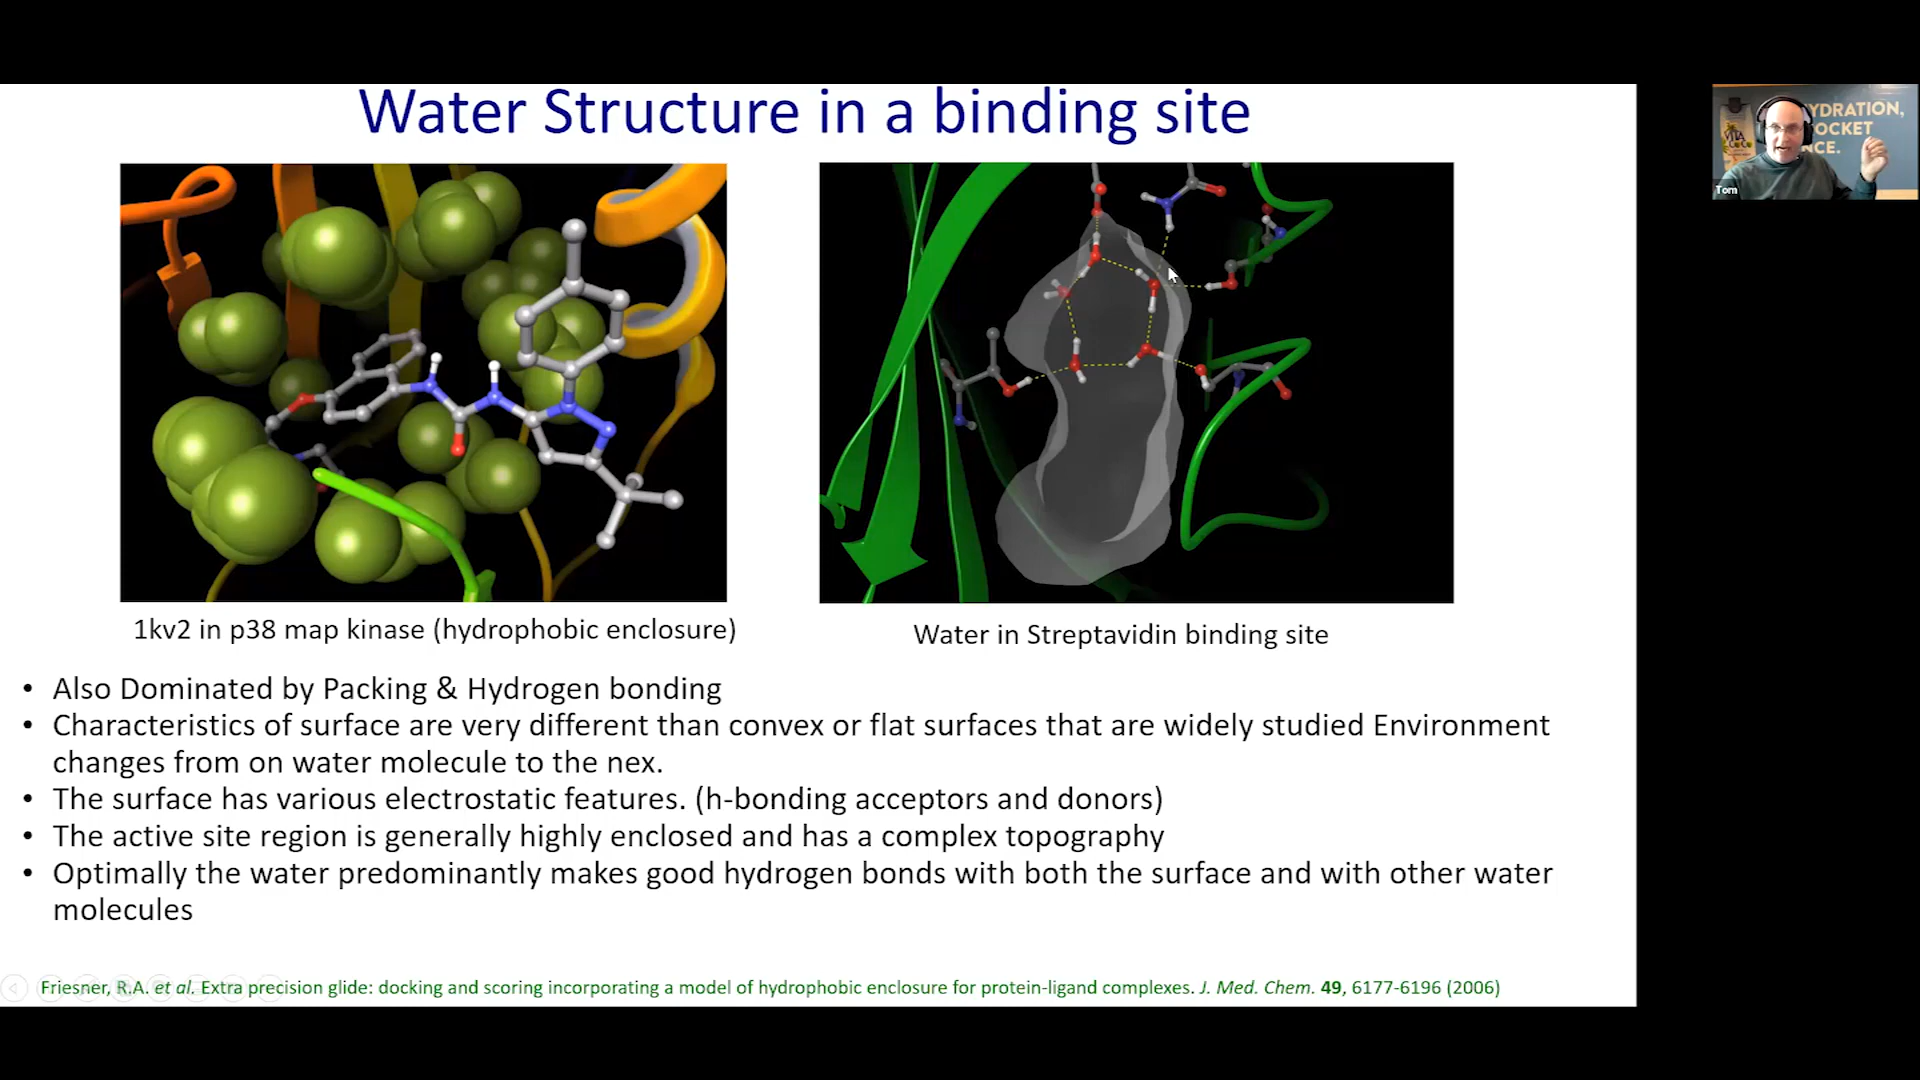 Water Structure in a binding site
YDRATION,
OCKET
NCE.
VITA
COCO
Tom
1kv2 in p38 map kinase (hydrophobic enclosure)
Water in Streptavidin binding site
• Also Dominated by Packing & Hydrogen bonding
• Characteristics of surface are very different than convex or flat surfaces that are widely studied Environment
changes from on water molecule to the nex.
• The surface has various electrostatic features. (h-bonding acceptors and donors)
• The active site region is generally highly enclosed and has a complex topography
• Optimally the water predominantly makes good hydrogen bonds with both the surface and with other water
molecules
Friesner, R.A. et al. Extra precision glide: docking and scoring incorporating a model of hydrophobic enclosure for protein-ligand complexes. J. Med. Chem. 49, 6177-6196 (2006)